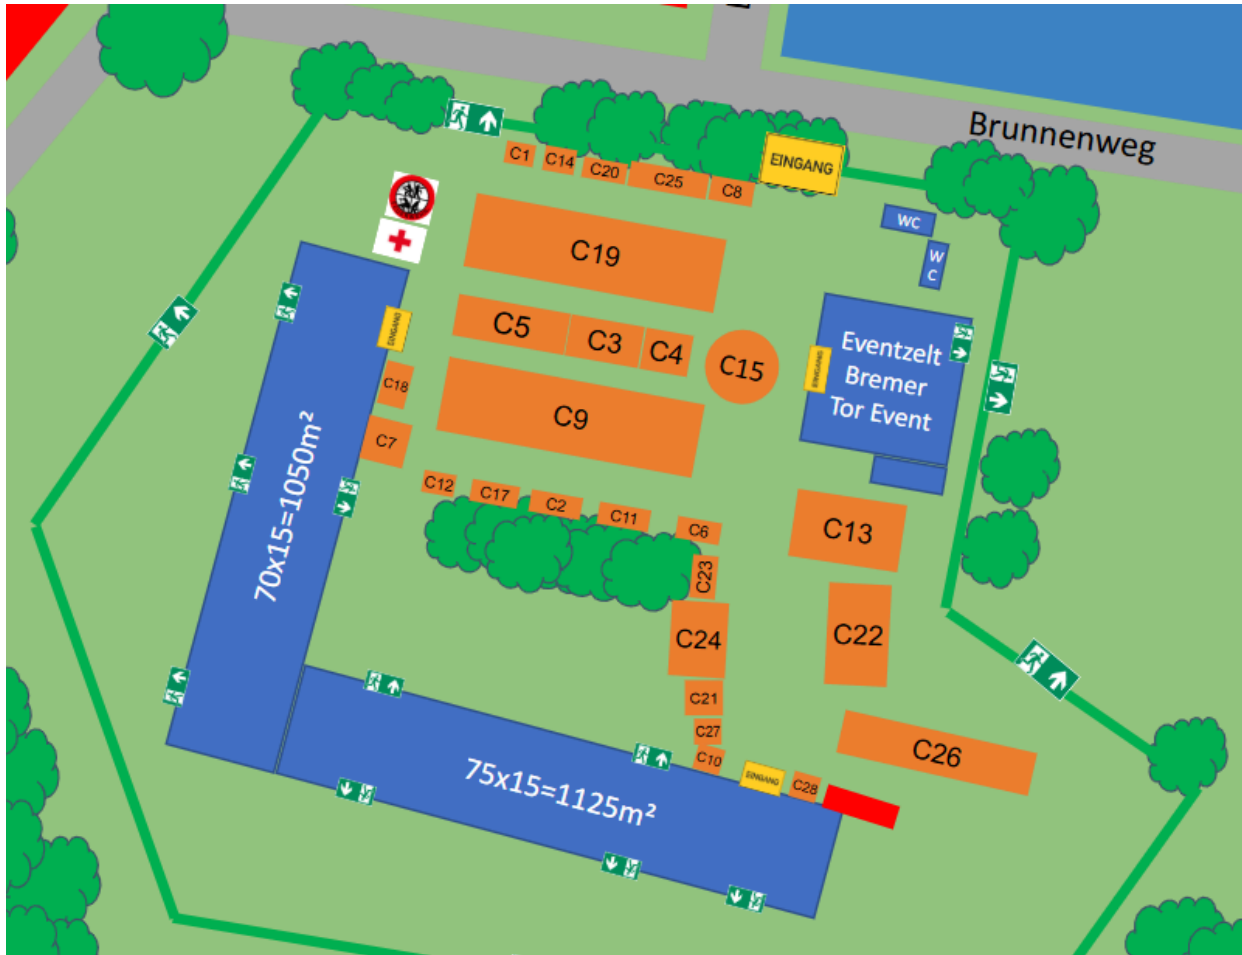 Brunnenweg
EINGANG
C1
C14
C20
C25
C8
WC
W
C
C19
C5
C3
C4
C15
EINGANG
EINGANG
Eventzelt
Bremer
Tor Event
C18
C9
C7
C12
C17
C2
C11
C6
C13
C23
70x15=1050m²
C24
C22
C21
C27
C10
C26
75x15=1125m²
EINGANG
C28